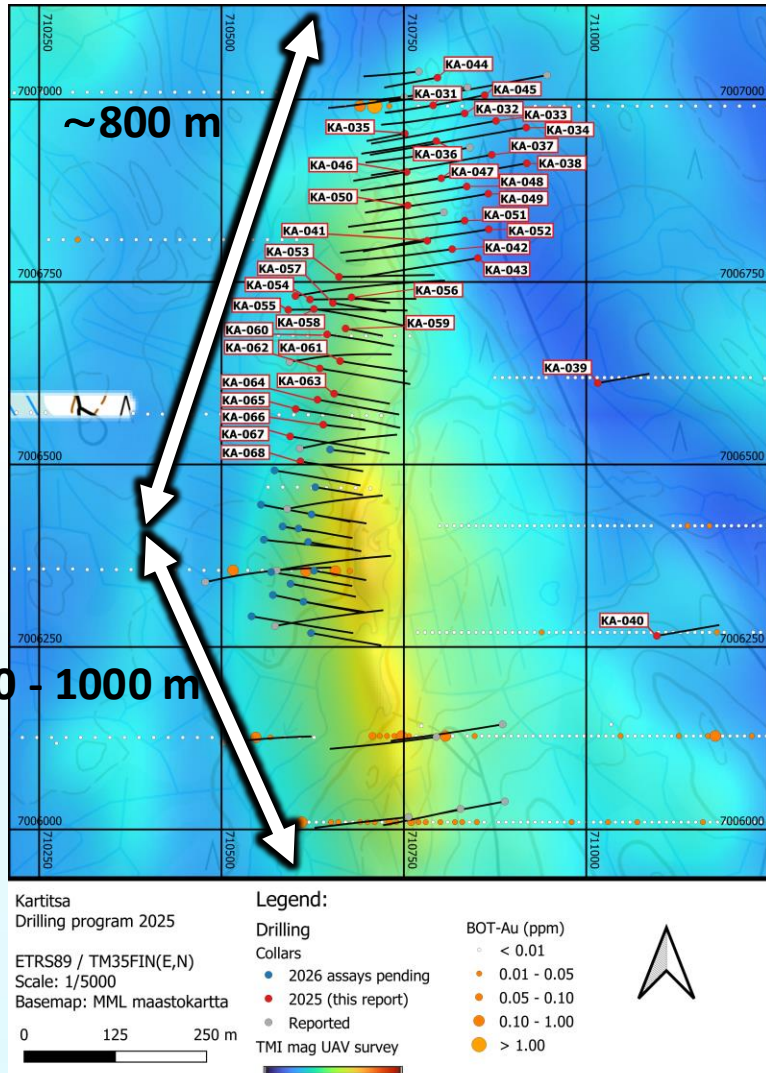 710250
710500
710750
711000
KA-044
7007000
7007000
KA-031
KA-045
~800 m
KA-032
KA-033
KA-035
KA-034
KA-037
KA-036
KA-046
KA-038
KA-047
KA-048
KA-050
KA-049
KA-051
KA-041
KA-052
KA-053
KA-042
KA-057
KA-043
7006750
7006750
KA-054
KA-056
KA-055
KA-058
KA-059
KA-060
KA-062
KA-061
KA-039
KA-064
KA-063
KA-065
KA-066
KA-067
KA-068
7006500
7006500
KA-040
7006250
7006250
0 - 1000 m
7006000
7006000
710250
710500
710750
711000
Kartitsa
Drilling program 2025
ETRS89 / TM35FIN(E,N)
Scale: 1/5000
Basemap: MML maastokartta
0 125 250 m
Legend:
Drilling
Collars
2026 assays pending
2025 (this report)
Reported
TMI mag UAV survey
BOT-Au (ppm)
< 0.01
0.01 - 0.05
0.05 - 0.10
0.10 - 1.00
> 1.00